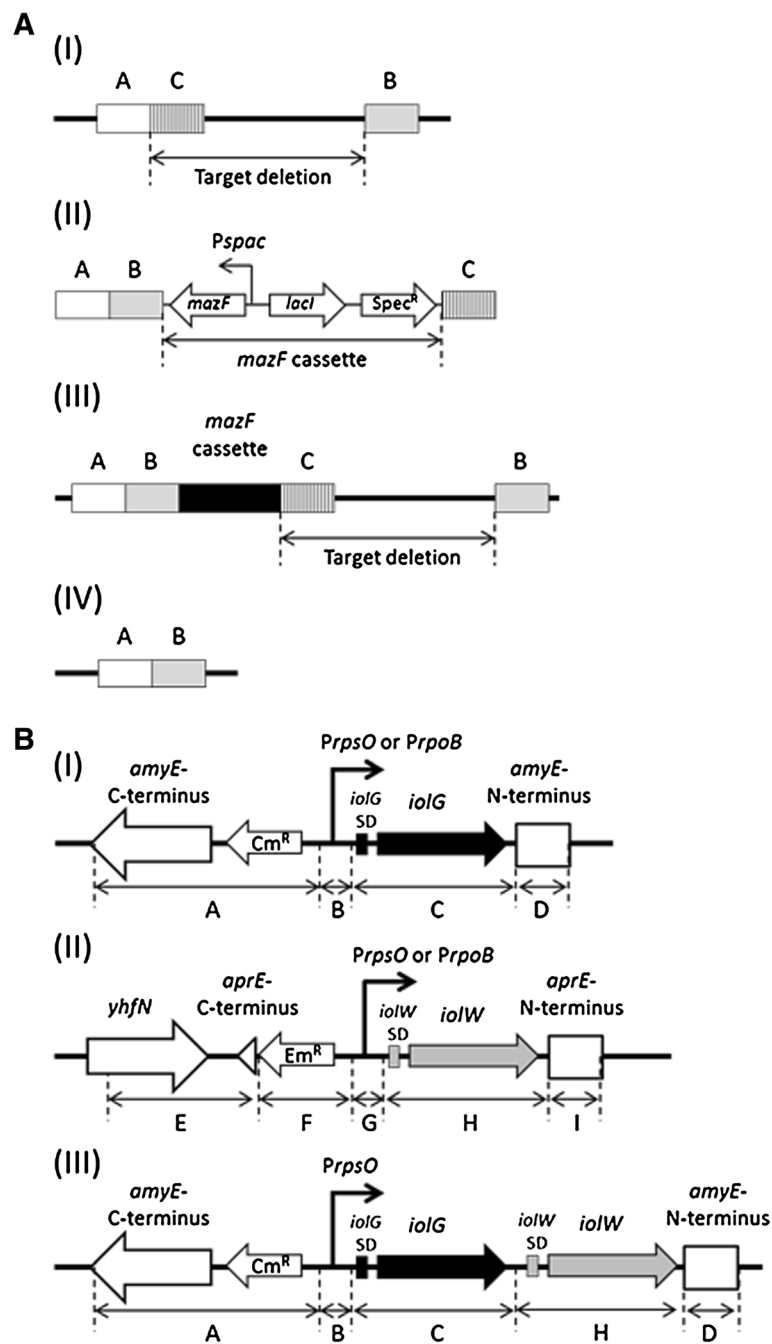 A
(I)
A C B
Target deletion
(II)
Pspac
A B C
mazF lacI Spec^R
mazF cassette
(III)
mazF
cassette
A B C B
Target deletion
(IV)
A B
B
(I)
PrpsO or PrpoB
amyE-
C-terminus
iolG
SD
iolG
amyE-
N-terminus
Cm^R
A B C D
(II)
PrpsO or PrpoB
yhfN
aprE-
C-terminus
iolW
SD
iolW
aprE-
N-terminus
Em^R
E F G H I
(III)
PrpsO
amyE-
C-terminus
iolG
SD
iolG
iolW
SD
iolW
amyE-
N-terminus
Cm^R
A B C H D